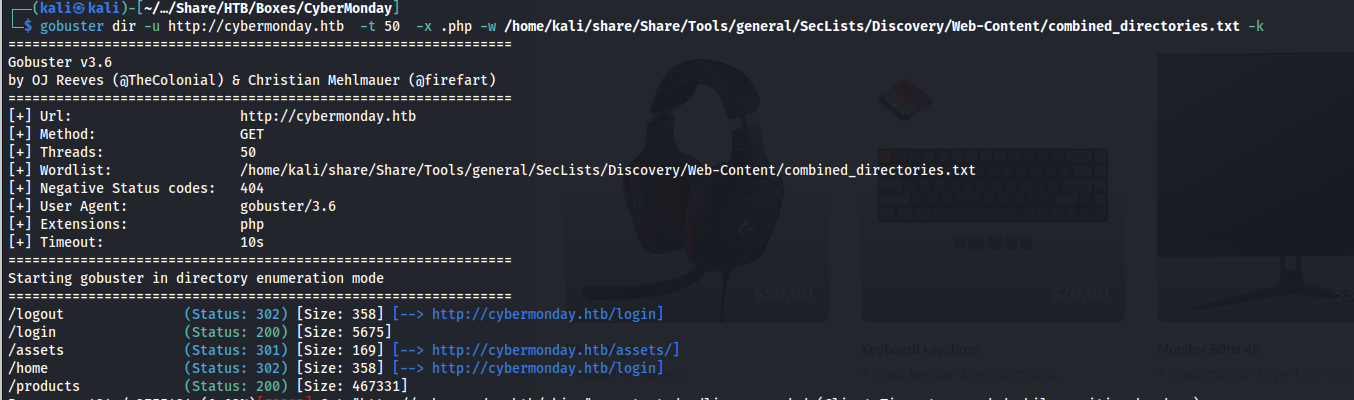 ┌──(kali㉿kali)-[~/…/Share/HTB/Boxes/CyberMonday]
└─$ gobuster dir -u http://cybermonday.htb  -t 50  -x .php -w /home/kali/share/Share/Tools/general/SecLists/Discovery/Web-Content/combined_directories.txt -k
===============================================================
Gobuster v3.6
by OJ Reeves (@TheColonial) & Christian Mehlmauer (@firefart)
===============================================================
[+] Url:                     http://cybermonday.htb
[+] Method:                  GET
[+] Threads:                 50
[+] Wordlist:                /home/kali/share/Share/Tools/general/SecLists/Discovery/Web-Content/combined_directories.txt
[+] Negative Status codes:   404
[+] User Agent:              gobuster/3.6
[+] Extensions:              php
[+] Timeout:                 10s
===============================================================
Starting gobuster in directory enumeration mode
===============================================================
/logout               (Status: 302) [Size: 358] [--> http://cybermonday.htb/login]
/login                (Status: 200) [Size: 5675]
/assets               (Status: 301) [Size: 169] [--> http://cybermonday.htb/assets/]
/home                 (Status: 302) [Size: 358] [--> http://cybermonday.htb/login]
/products             (Status: 200) [Size: 467331]
$50,00
$70,00
Keyboard keychron
Monitor 60hz 4k
A great keyboard very comforta...
A great monitor to perform